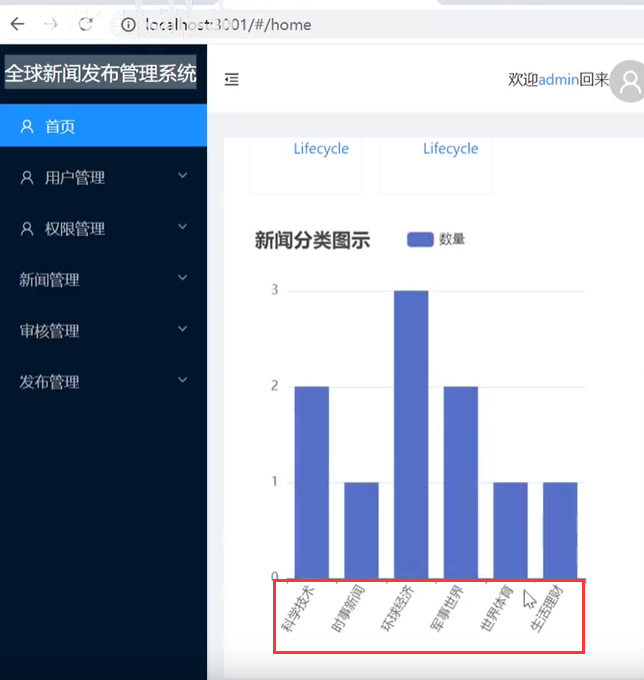 localhost:3001/#/home
全球新闻发布管理系统
欢迎admin回来
首页
用户管理
权限管理
新闻管理
审核管理
发布管理
Lifecycle Lifecycle
新闻分类图示 数量
3
2
1
0
科学技术 时事新闻 环球经济 军事世界 世界体育 生活理财